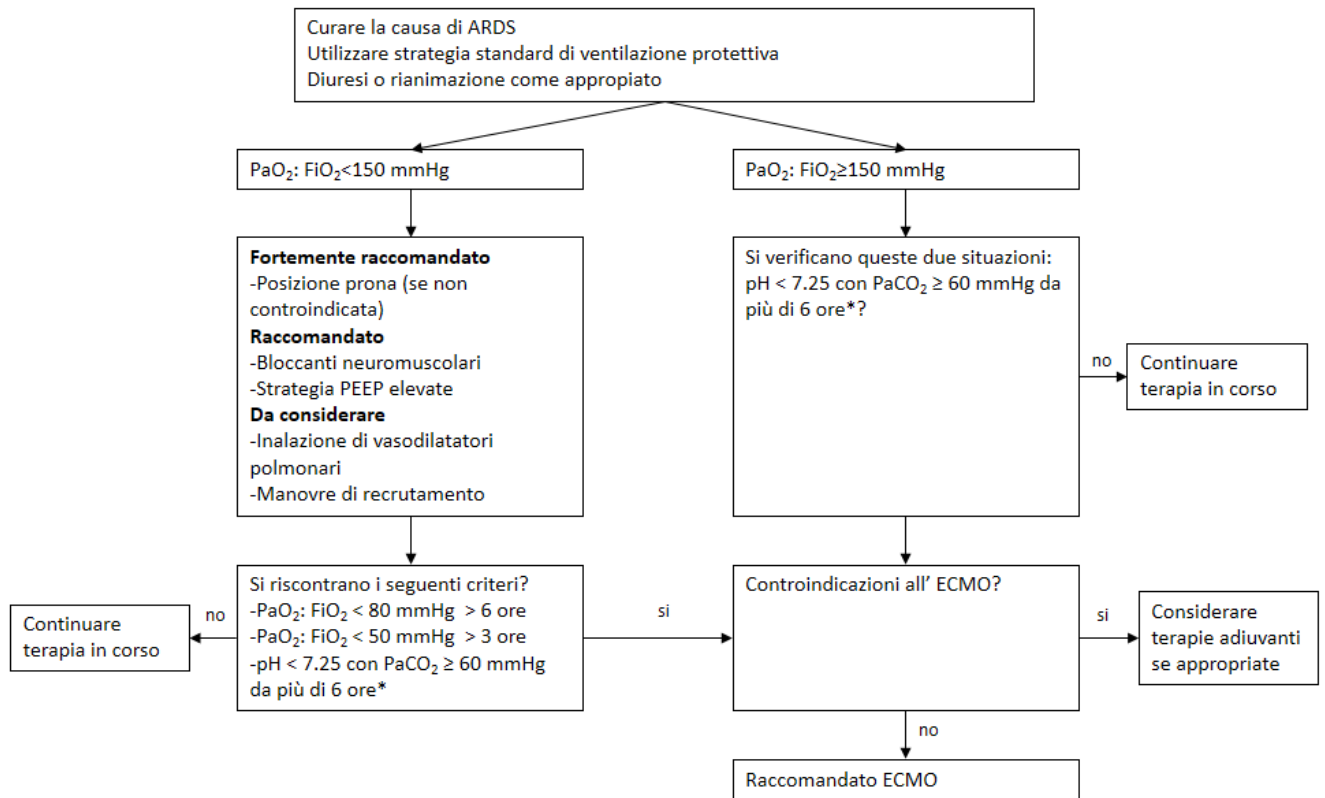 Curare la causa di ARDS
Utilizzare strategia standard di ventilazione protettiva
Diuresi o rianimazione come appropiato
PaO₂: FiO₂<150 mmHg
PaO₂: FiO₂≥150 mmHg
Fortemente raccomandato
-Posizione prona (se non
controindicata)
Raccomandato
-Bloccanti neuromuscolari
-Strategia PEEP elevate
Da considerare
-Inalazione di vasodilatatori
polmonari
-Manovre di recrutamento
Si verificano queste due situazioni:
pH < 7.25 con PaCO₂ ≥ 60 mmHg da
più di 6 ore*?
no
Continuare
terapia in corso
Si riscontrano i seguenti criteri?
-PaO₂: FiO₂ < 80 mmHg > 6 ore
-PaO₂: FiO₂ < 50 mmHg > 3 ore
-pH < 7.25 con PaCO₂ ≥ 60 mmHg
da più di 6 ore*
no
Continuare
terapia in corso
si
Controindicazioni all' ECMO?
si
Considerare
terapie adiuvanti
se appropriate
no
Raccomandato ECMO